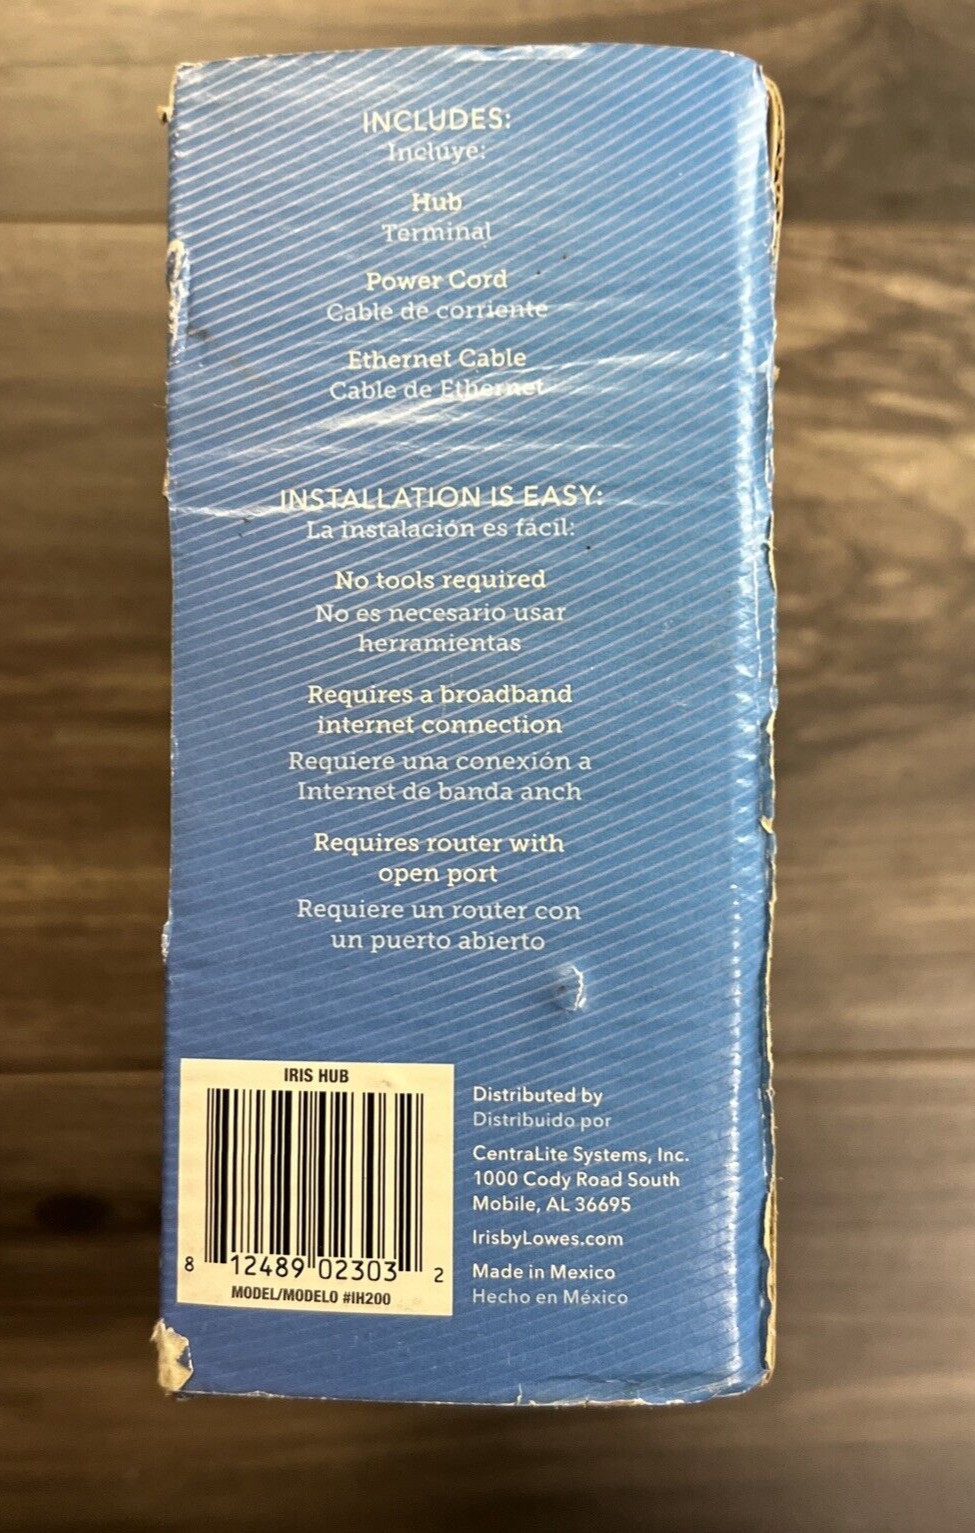 INCLUDES:
Incluye:
Hub
Terminal
Power Cord
Cable de corriente
Ethernet Cable
Cable de Ethernet
INSTALLATION IS EASY:
La instalación es fácil:
No tools required
No es necesario usar
herramientas
Requires a broadband
internet connection
Requiere una conexión a
Internet de banda anch
Requires router with
open port
Requiere un router con
un puerto abierto
IRIS HUB
8 12489 02303 2
MODEL/MODELO #IH200
Distributed by
Distribuido por
CentraLite Systems, Inc.
1000 Cody Road South
Mobile, AL 36695
IrisbyLowes.com
Made in Mexico
Hecho en México